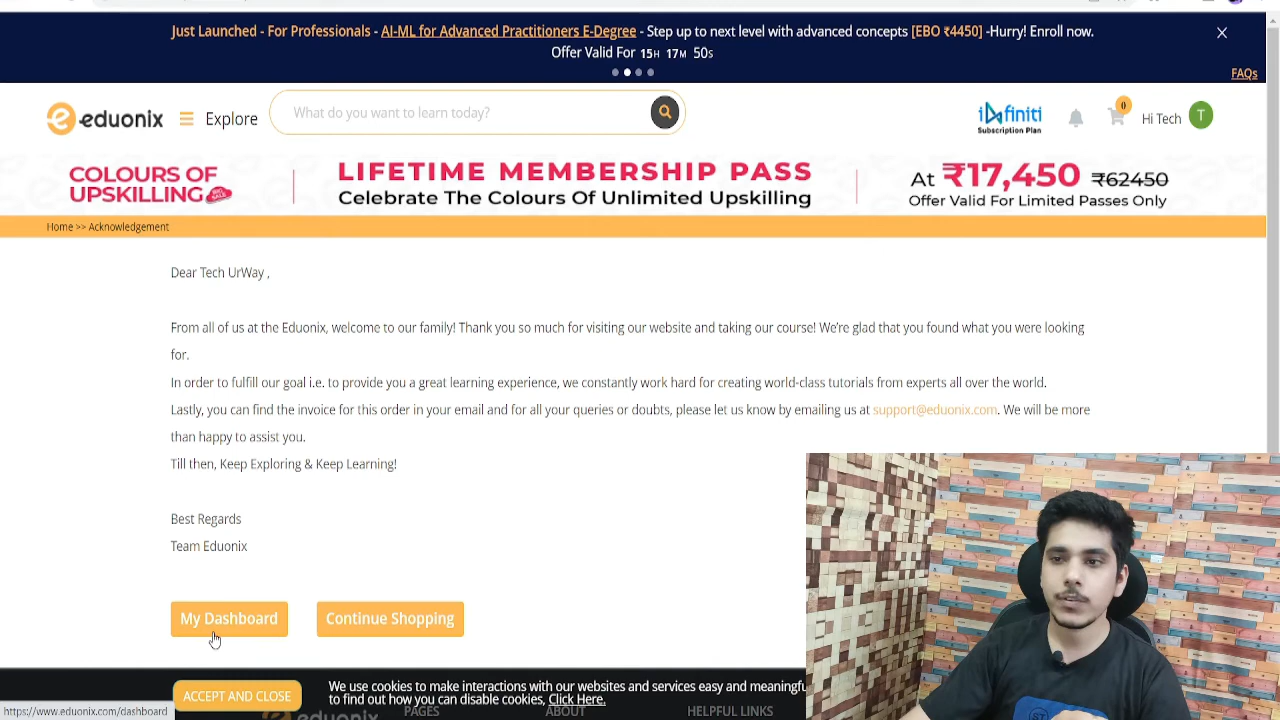 Just Launched - For Professionals - AI-ML for Advanced Practitioners E-Degree - Step up to next level with advanced concepts [EBO ₹4450] -Hurry! Enroll now.
Offer Valid For 15H 17M 50S
FAQs
eduonix
Explore
What do you want to learn today?
infiniti
Subscription Plan
0
Hi Tech
T
COLOURS OF
UPSKILLING
LIFETIME MEMBERSHIP PASS
Celebrate The Colours Of Unlimited Upskilling
At ₹17,450 ₹62450
Offer Valid For Limited Passes Only
Home >> Acknowledgement
Dear Tech UrWay ,
From all of us at the Eduonix, welcome to our family! Thank you so much for visiting our website and taking our course! We're glad that you found what you were looking
for.
In order to fulfill our goal i.e. to provide you a great learning experience, we constantly work hard for creating world-class tutorials from experts all over the world.
Lastly, you can find the invoice for this order in your email and for all your queries or doubts, please let us know by emailing us at support@eduonix.com. We will be more
than happy to assist you.
Till then, Keep Exploring & Keep Learning!
Best Regards
Team Eduonix
My Dashboard
Continue Shopping
ACCEPT AND CLOSE
We use cookies to make interactions with our websites and services easy and meaningfu
to find out how you can disable cookies, Click Here.
eduonix
PAGES
ABOUT
HELPFUL LINKS
https://www.eduonix.com/dashboard